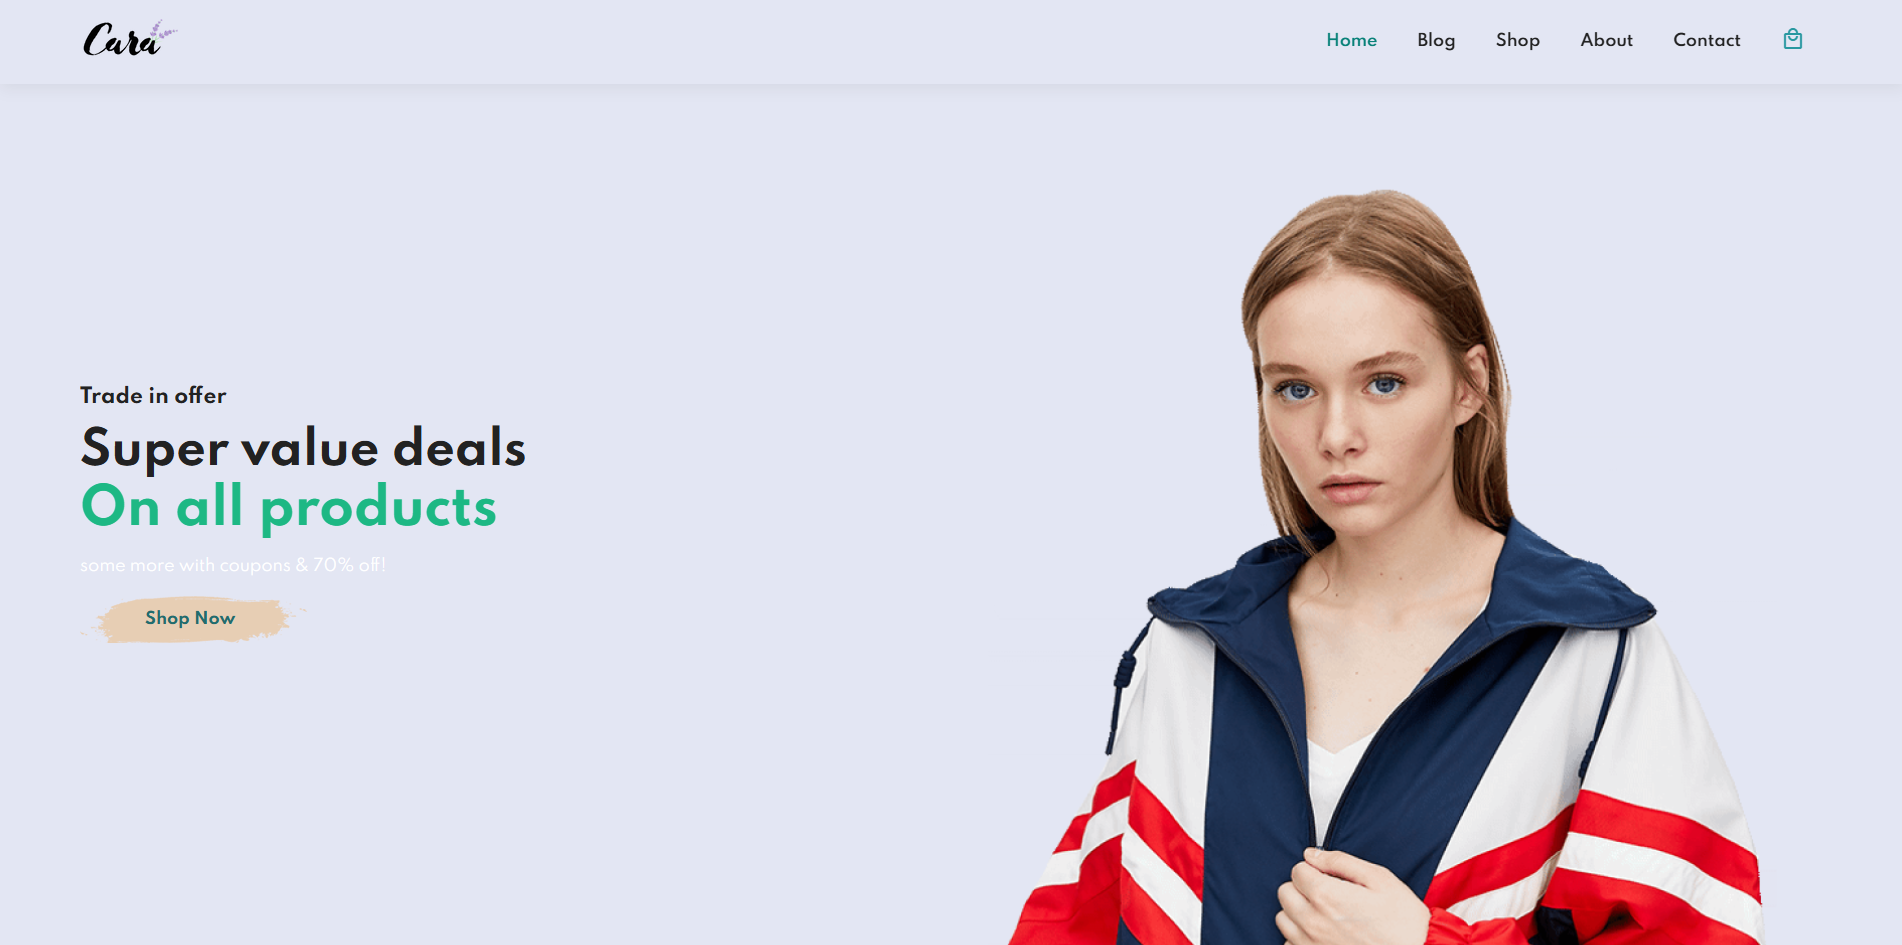 Cara
Home Blog Shop About Contact
Trade in offer
Super value deals
On all products
some more with coupons & 70% off!
Shop Now